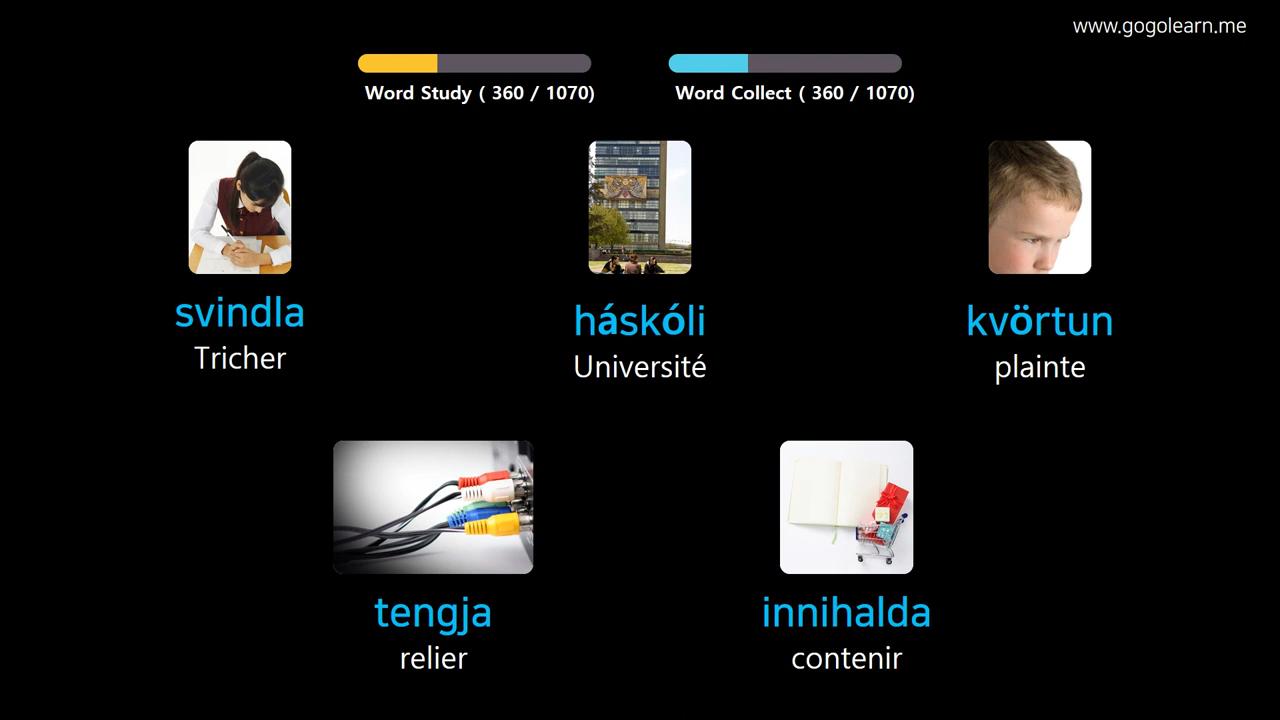 www.gogolearn.me
Word Study ( 360 / 1070)
Word Collect ( 360 / 1070)
svindla
Tricher
háskóli
Université
kvörtun
plainte
tengja
relier
innihalda
contenir